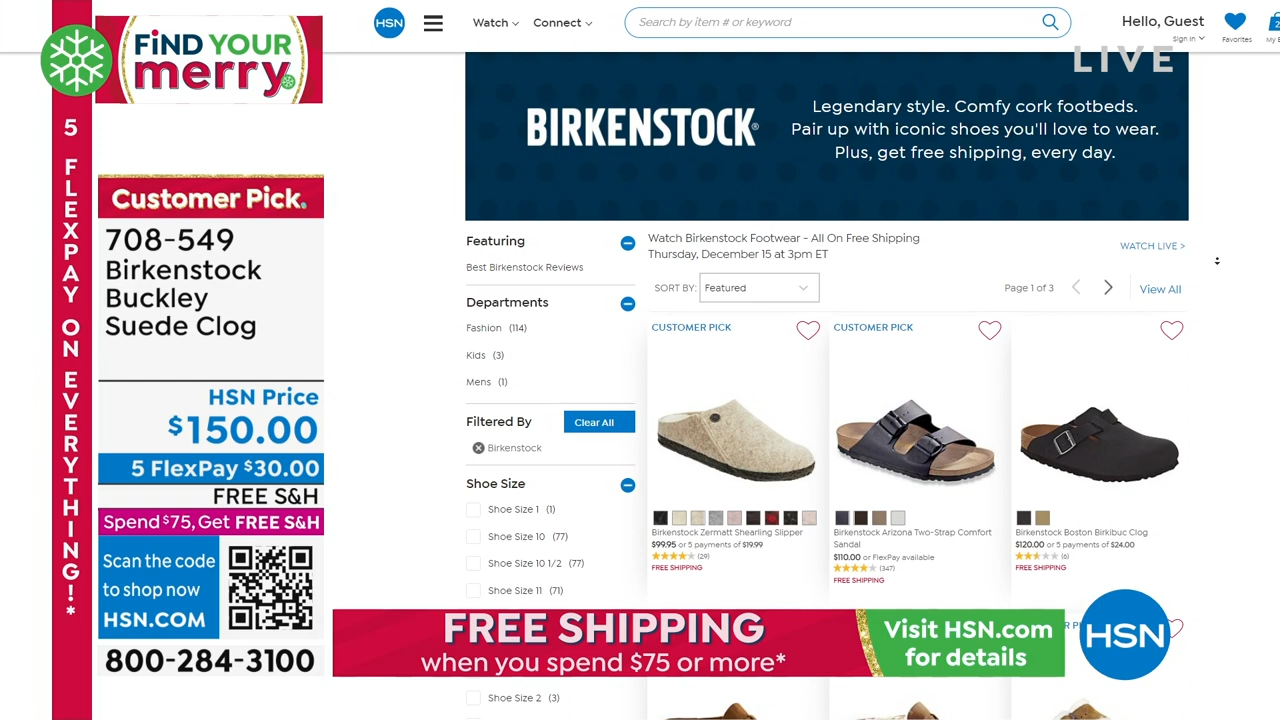 FiND YOUR
merry.
5 FLEXPAY ON EVERYTHING!*
Customer Pick.
708-549
Birkenstock
Buckley
Suede Clog
HSN Price
$150.00
5 FlexPay $30.00
FREE S&H
Spend $75, Get FREE S&H
Scan the code
to shop now
HSN.COM
800-284-3100
HSN
Watch
Connect
Search by item # or keyword
Hello, Guest
Sign In
Favorites
LIVE
BIRKENSTOCK®
Legendary style. Comfy cork footbeds.
Pair up with iconic shoes you'll love to wear.
Plus, get free shipping, every day.
Featuring
Best Birkenstock Reviews
Departments
Fashion (114)
Kids (3)
Mens (1)
Filtered By
Clear All
Birkenstock
Shoe Size
Shoe Size 1 (1)
Shoe Size 10 (77)
Shoe Size 10 1/2 (77)
Shoe Size 11 (71)
Shoe Size 2 (3)
Watch Birkenstock Footwear - All On Free Shipping
Thursday, December 15 at 3pm ET
WATCH LIVE >
SORT BY: Featured
Page 1 of 3
View All
CUSTOMER PICK
Birkenstock Zermatt Shearling Slipper
$99.95 or 5 payments of $19.99
(29)
FREE SHIPPING
CUSTOMER PICK
Birkenstock Arizona Two-Strap Comfort
Sandal
$110.00 or FlexPay available
(347)
FREE SHIPPING
Birkenstock Boston Birkibuc Clog
$120.00 or 5 payments of $24.00
(6)
FREE SHIPPING
FREE SHIPPING
when you spend $75 or more*
Visit HSN.com
for details
HSN